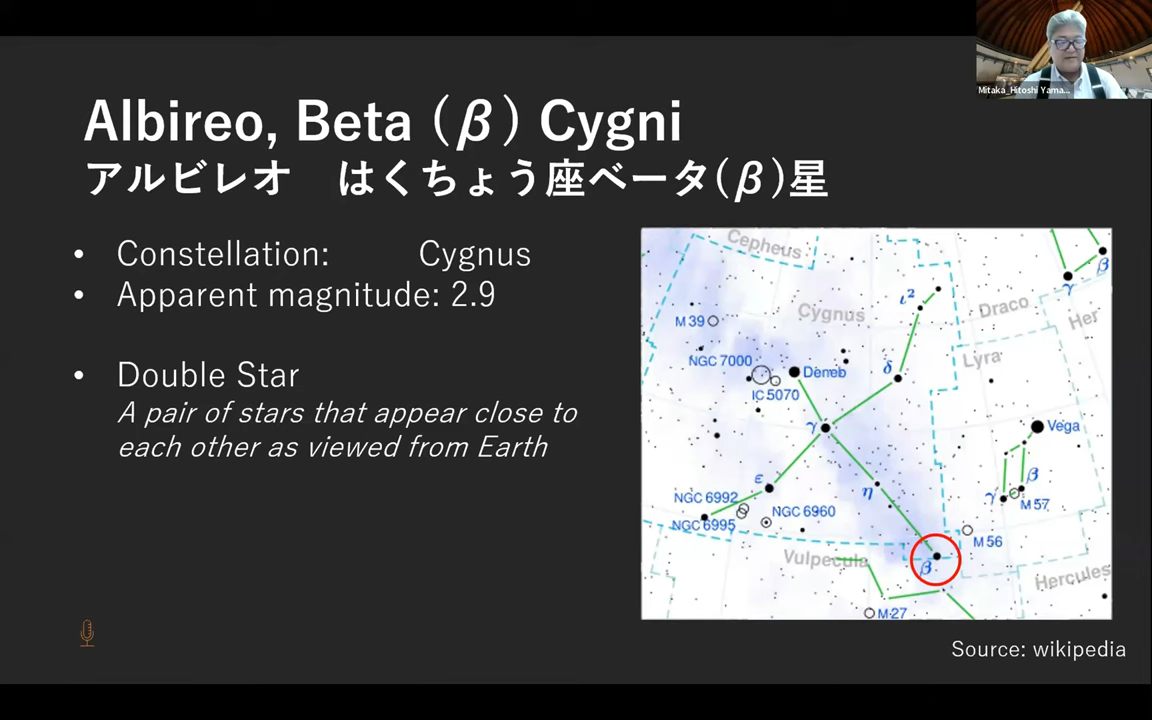 Mitaka_Hitoshi Yama...
Albireo, Beta (β) Cygni
アルビレオ　はくちょう座ベータ(β)星
• Constellation: Cygnus
• Apparent magnitude: 2.9
• Double Star
A pair of stars that appear close to
each other as viewed from Earth
Cepheus
β
γ
ι2
Draco
Cygnus
Her
M 39
Lyra
NGC 7000
Deneb
δ
IC 5070
γ
Vega
ε
η
β
NGC 6992
γ
M 57
NGC 6960
NGC 6995
M 56
Vulpecula
β
Hercules
M 27
Source: wikipedia